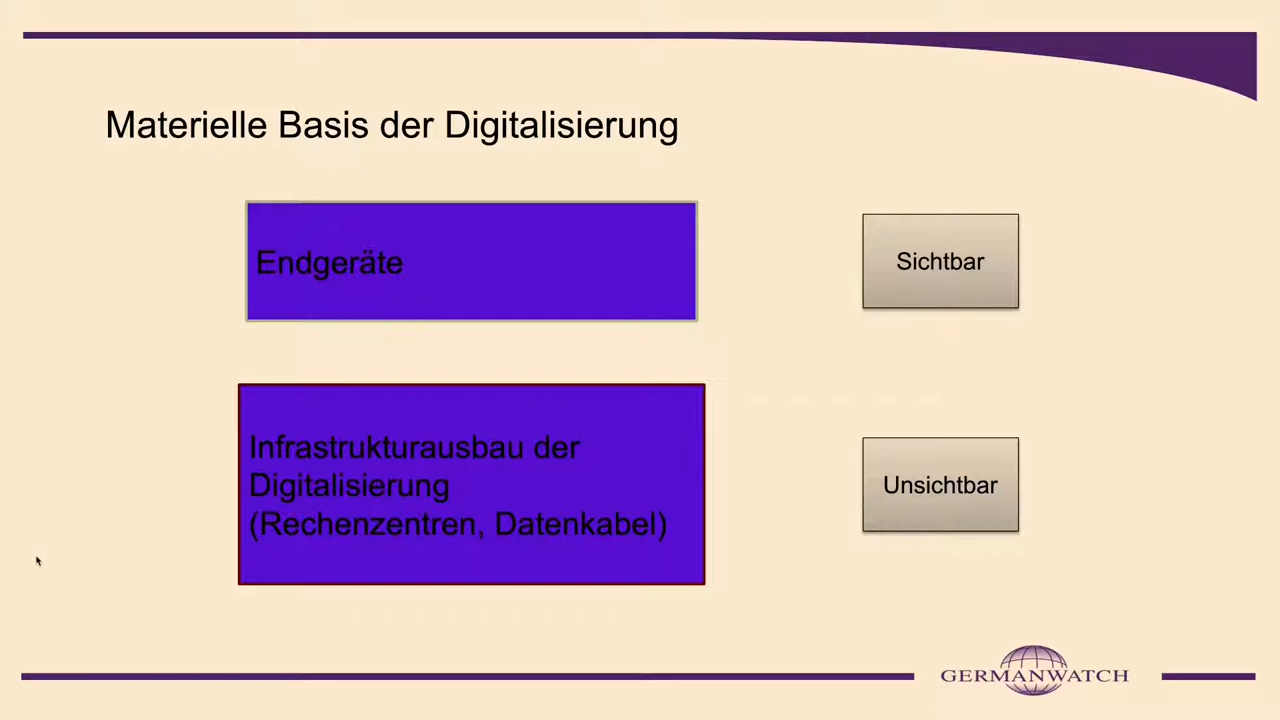 Materielle Basis der Digitalisierung
Endgeräte
Sichtbar
Infrastrukturausbau der
Digitalisierung
(Rechenzentren, Datenkabel)
Unsichtbar
GERMANWATCH